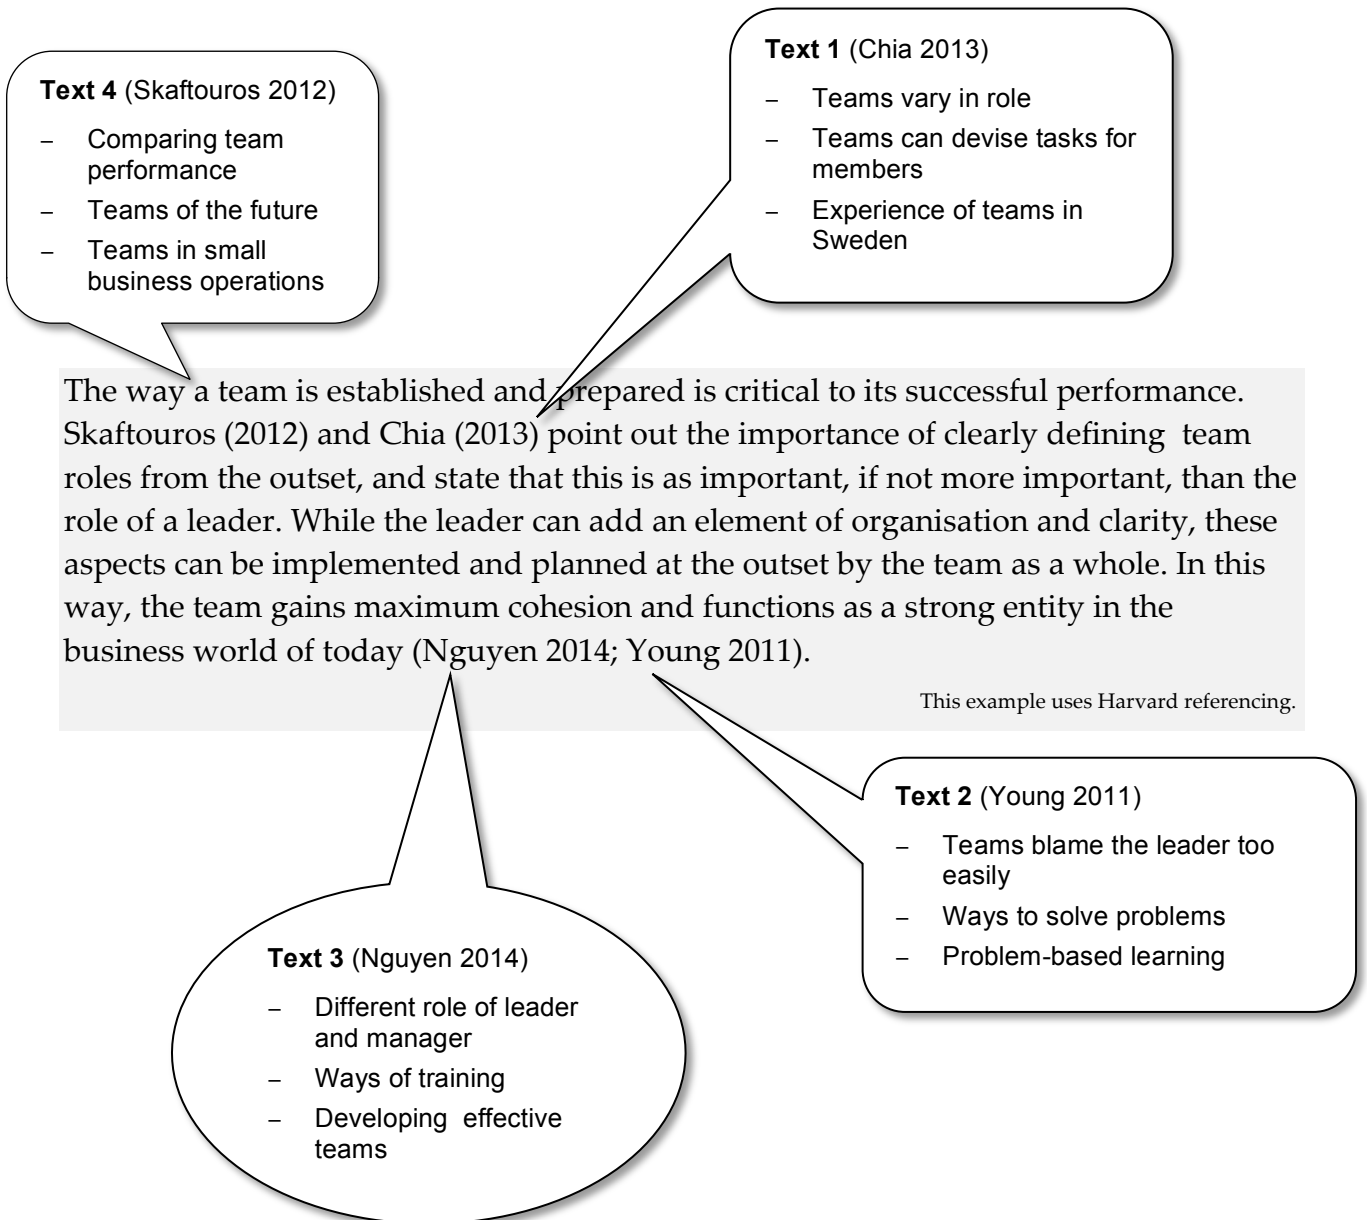 Text 4 (Skaftouros 2012)
– Comparing team
performance
– Teams of the future
– Teams in small
business operations
Text 1 (Chia 2013)
– Teams vary in role
– Teams can devise tasks for
members
– Experience of teams in
Sweden
The way a team is established and prepared is critical to its successful performance.
Skaftouros (2012) and Chia (2013) point out the importance of clearly defining  team
roles from the outset, and state that this is as important, if not more important, than the
role of a leader. While the leader can add an element of organisation and clarity, these
aspects can be implemented and planned at the outset by the team as a whole. In this
way, the team gains maximum cohesion and functions as a strong entity in the
business world of today (Nguyen 2014; Young 2011).
This example uses Harvard referencing.
Text 2 (Young 2011)
– Teams blame the leader too
easily
– Ways to solve problems
– Problem-based learning
Text 3 (Nguyen 2014)
– Different role of leader
and manager
– Ways of training
– Developing  effective
teams